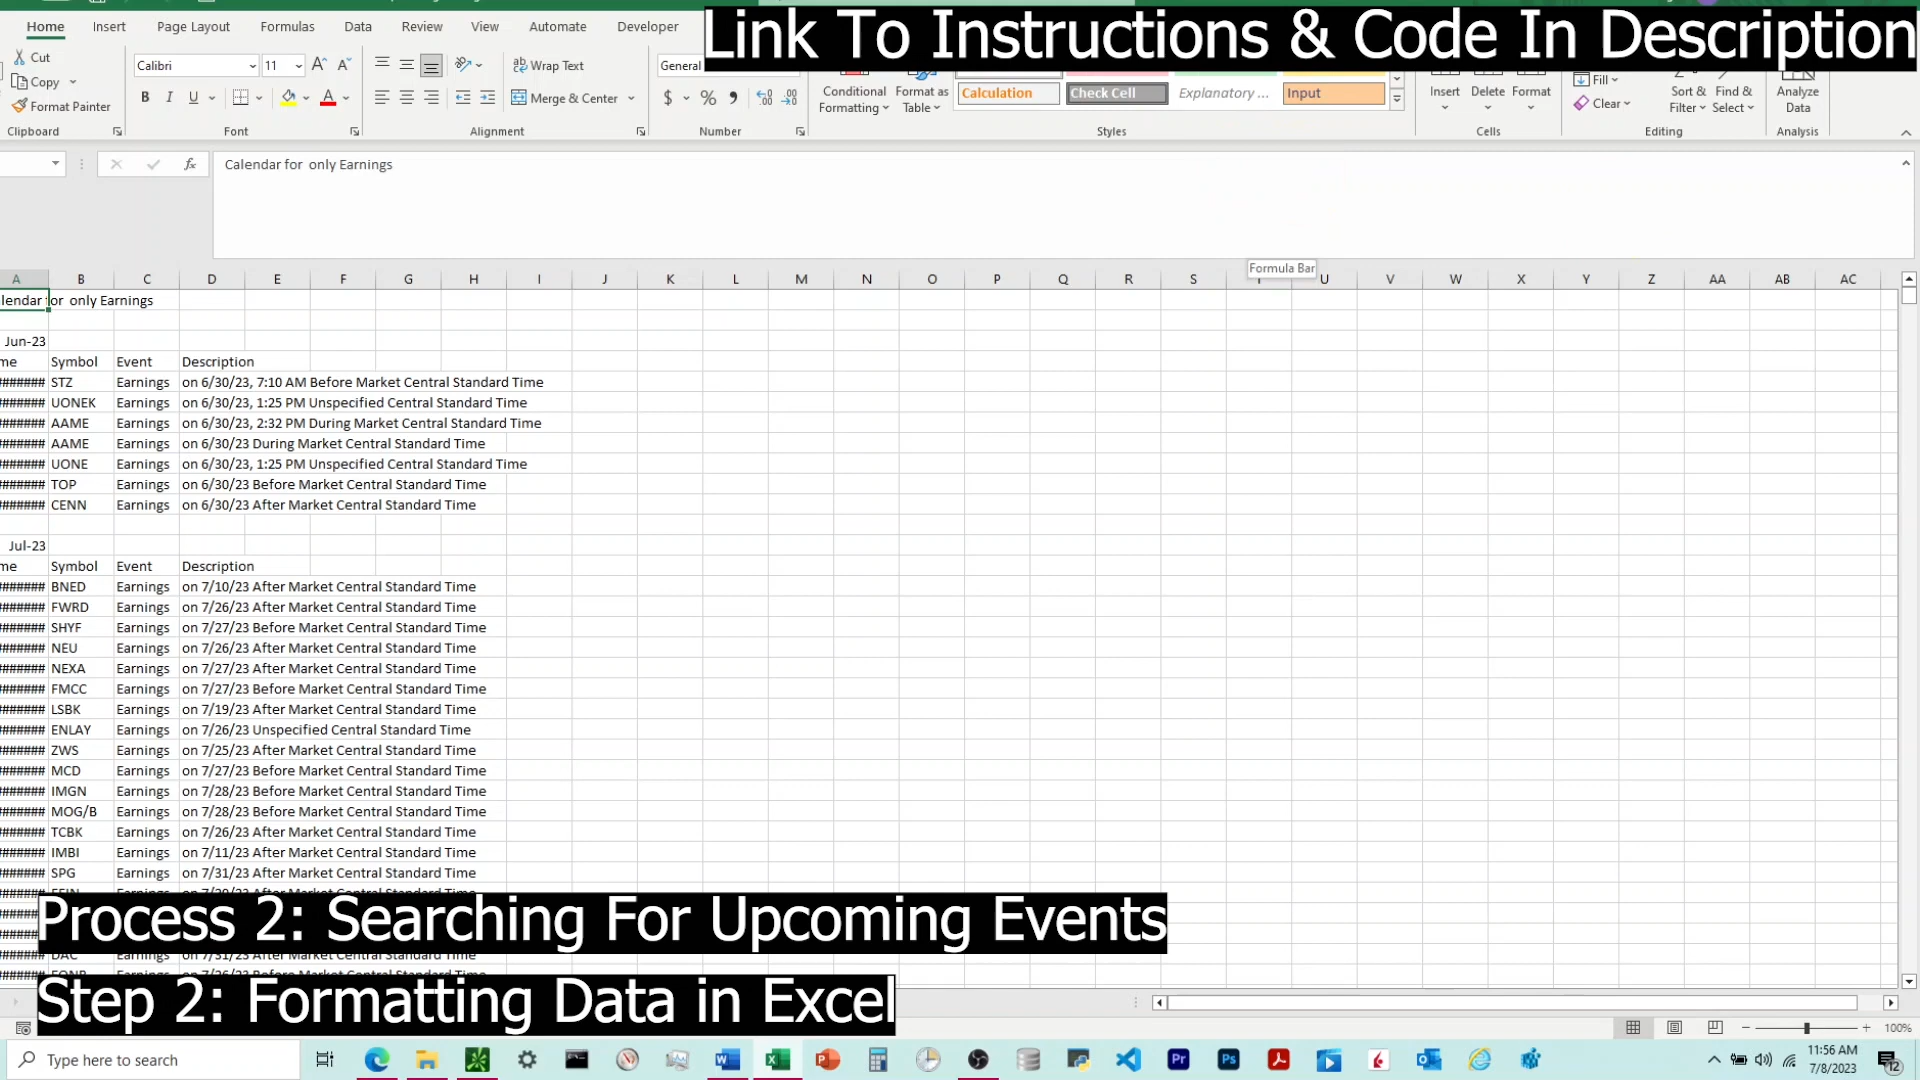 Link To Instructions & Code In Description
Home Insert Page Layout Formulas Data Review View Automate Developer
Cut
Copy
Format Painter
Clipboard
Calibri 11
B I U
Font
Wrap Text
Merge & Center
Alignment
General
$ % 9
Number
Conditional Formatting
Format as Table
Calculation Check Cell Explanatory ... Input
Styles
Insert Delete Format
Cells
Fill
Clear
Sort & Filter
Find & Select
Editing
Analyze Data
Analysis
fx Calendar for only Earnings
Formula Bar
A B C D E F G H I J K L M N O P Q R S U V W X Y Z AA AB AC
lendar for only Earnings
Jun-23
me Symbol Event Description
####### STZ Earnings on 6/30/23, 7:10 AM Before Market Central Standard Time
####### UONEK Earnings on 6/30/23, 1:25 PM Unspecified Central Standard Time
####### AAME Earnings on 6/30/23, 2:32 PM During Market Central Standard Time
####### AAME Earnings on 6/30/23 During Market Central Standard Time
####### UONE Earnings on 6/30/23, 1:25 PM Unspecified Central Standard Time
####### TOP Earnings on 6/30/23 Before Market Central Standard Time
####### CENN Earnings on 6/30/23 After Market Central Standard Time
Jul-23
me Symbol Event Description
####### BNED Earnings on 7/10/23 After Market Central Standard Time
####### FWRD Earnings on 7/26/23 After Market Central Standard Time
####### SHYF Earnings on 7/27/23 Before Market Central Standard Time
####### NEU Earnings on 7/26/23 After Market Central Standard Time
####### NEXA Earnings on 7/27/23 After Market Central Standard Time
####### FMCC Earnings on 7/27/23 Before Market Central Standard Time
####### LSBK Earnings on 7/19/23 After Market Central Standard Time
####### ENLAY Earnings on 7/26/23 Unspecified Central Standard Time
####### ZWS Earnings on 7/25/23 After Market Central Standard Time
####### MCD Earnings on 7/27/23 Before Market Central Standard Time
####### IMGN Earnings on 7/28/23 Before Market Central Standard Time
####### MOG/B Earnings on 7/28/23 Before Market Central Standard Time
####### TCBK Earnings on 7/26/23 After Market Central Standard Time
####### IMBI Earnings on 7/11/23 After Market Central Standard Time
####### SPG Earnings on 7/31/23 After Market Central Standard Time
Process 2: Searching For Upcoming Events
Step 2: Formatting Data in Excel
100%
Type here to search
11:56 AM
7/8/2023
12